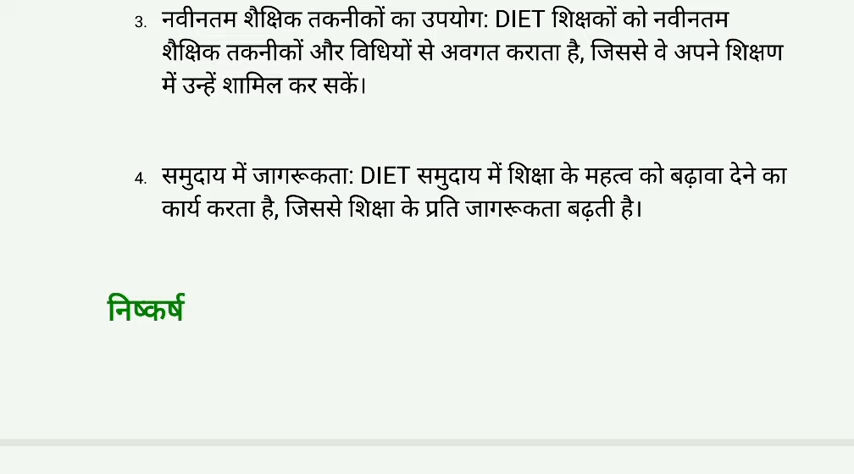 3. नवीनतम शैक्षिक तकनीकों का उपयोग: DIET शिक्षकों को नवीनतम
शैक्षिक तकनीकों और विधियों से अवगत कराता है, जिससे वे अपने शिक्षण
में उन्हें शामिल कर सकें।
4. समुदाय में जागरूकता: DIET समुदाय में शिक्षा के महत्व को बढ़ावा देने का
कार्य करता है, जिससे शिक्षा के प्रति जागरूकता बढ़ती है।
निष्कर्ष